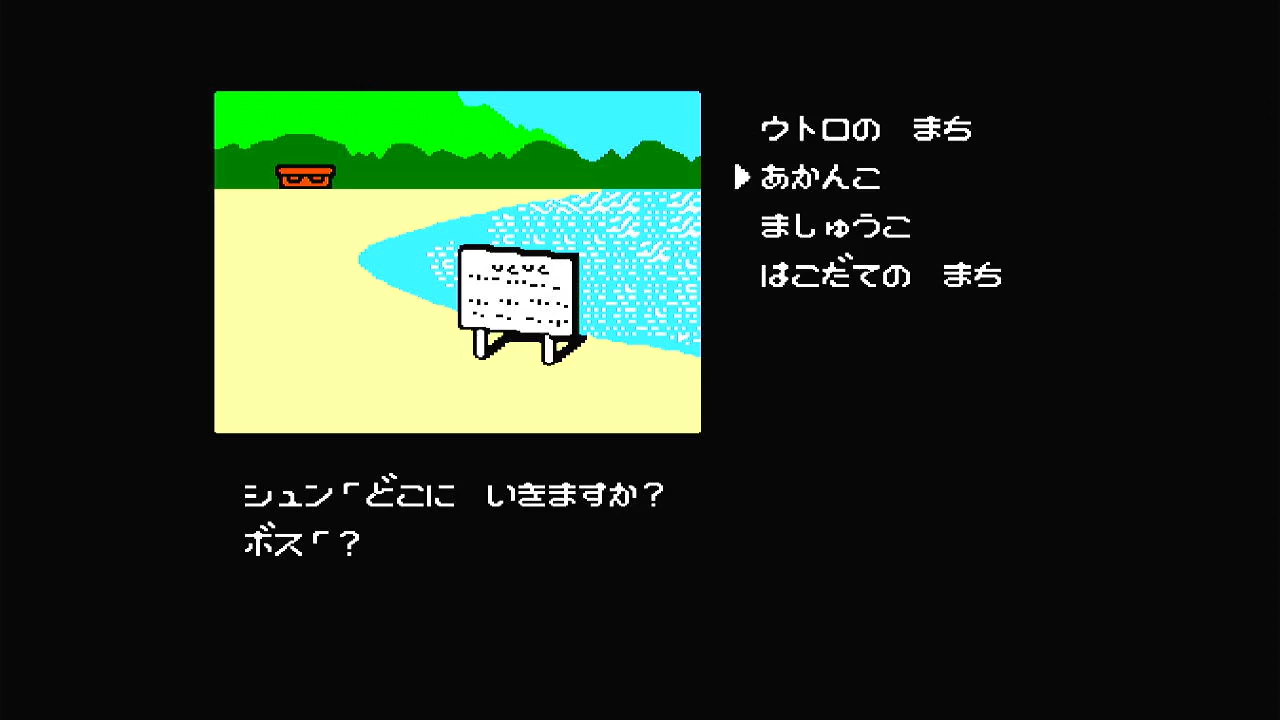 ウトロの まち
▶あかんこ
ましゅうこ
はこだての まち
シュン「どこに いきますか？
ボス「？